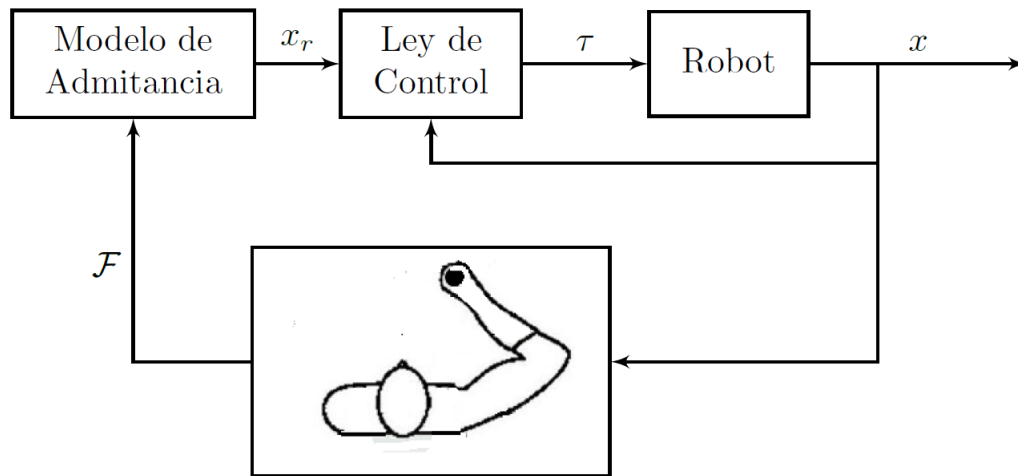 Modelo de
Admitancia
x_r
Ley de
Control
τ
Robot
x
ℱ